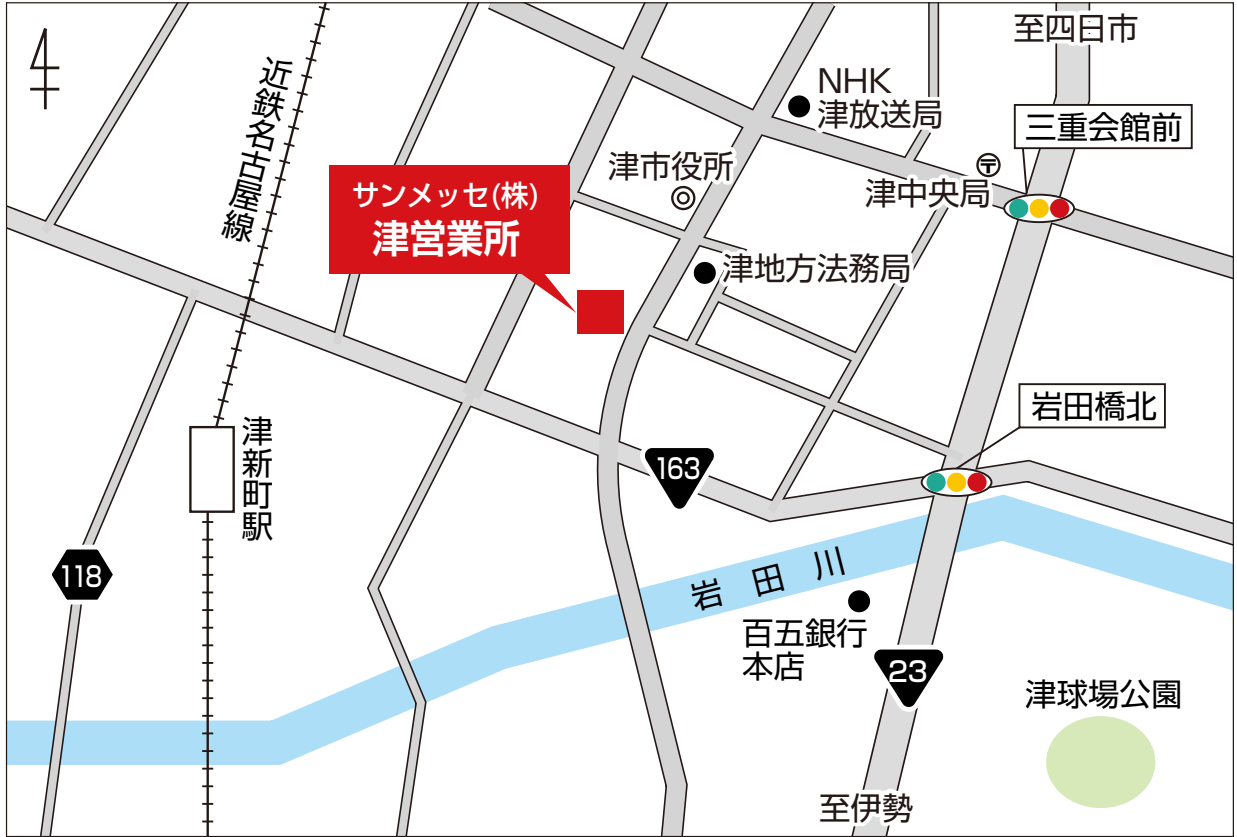 至四日市
近鉄名古屋線
NHK
津放送局
三重会館前
津市役所
〒
津中央局
サンメッセ(株)
津営業所
津地方法務局
岩田橋北
津新町駅
163
118
岩田川
百五銀行
本店
23
津球場公園
至伊勢